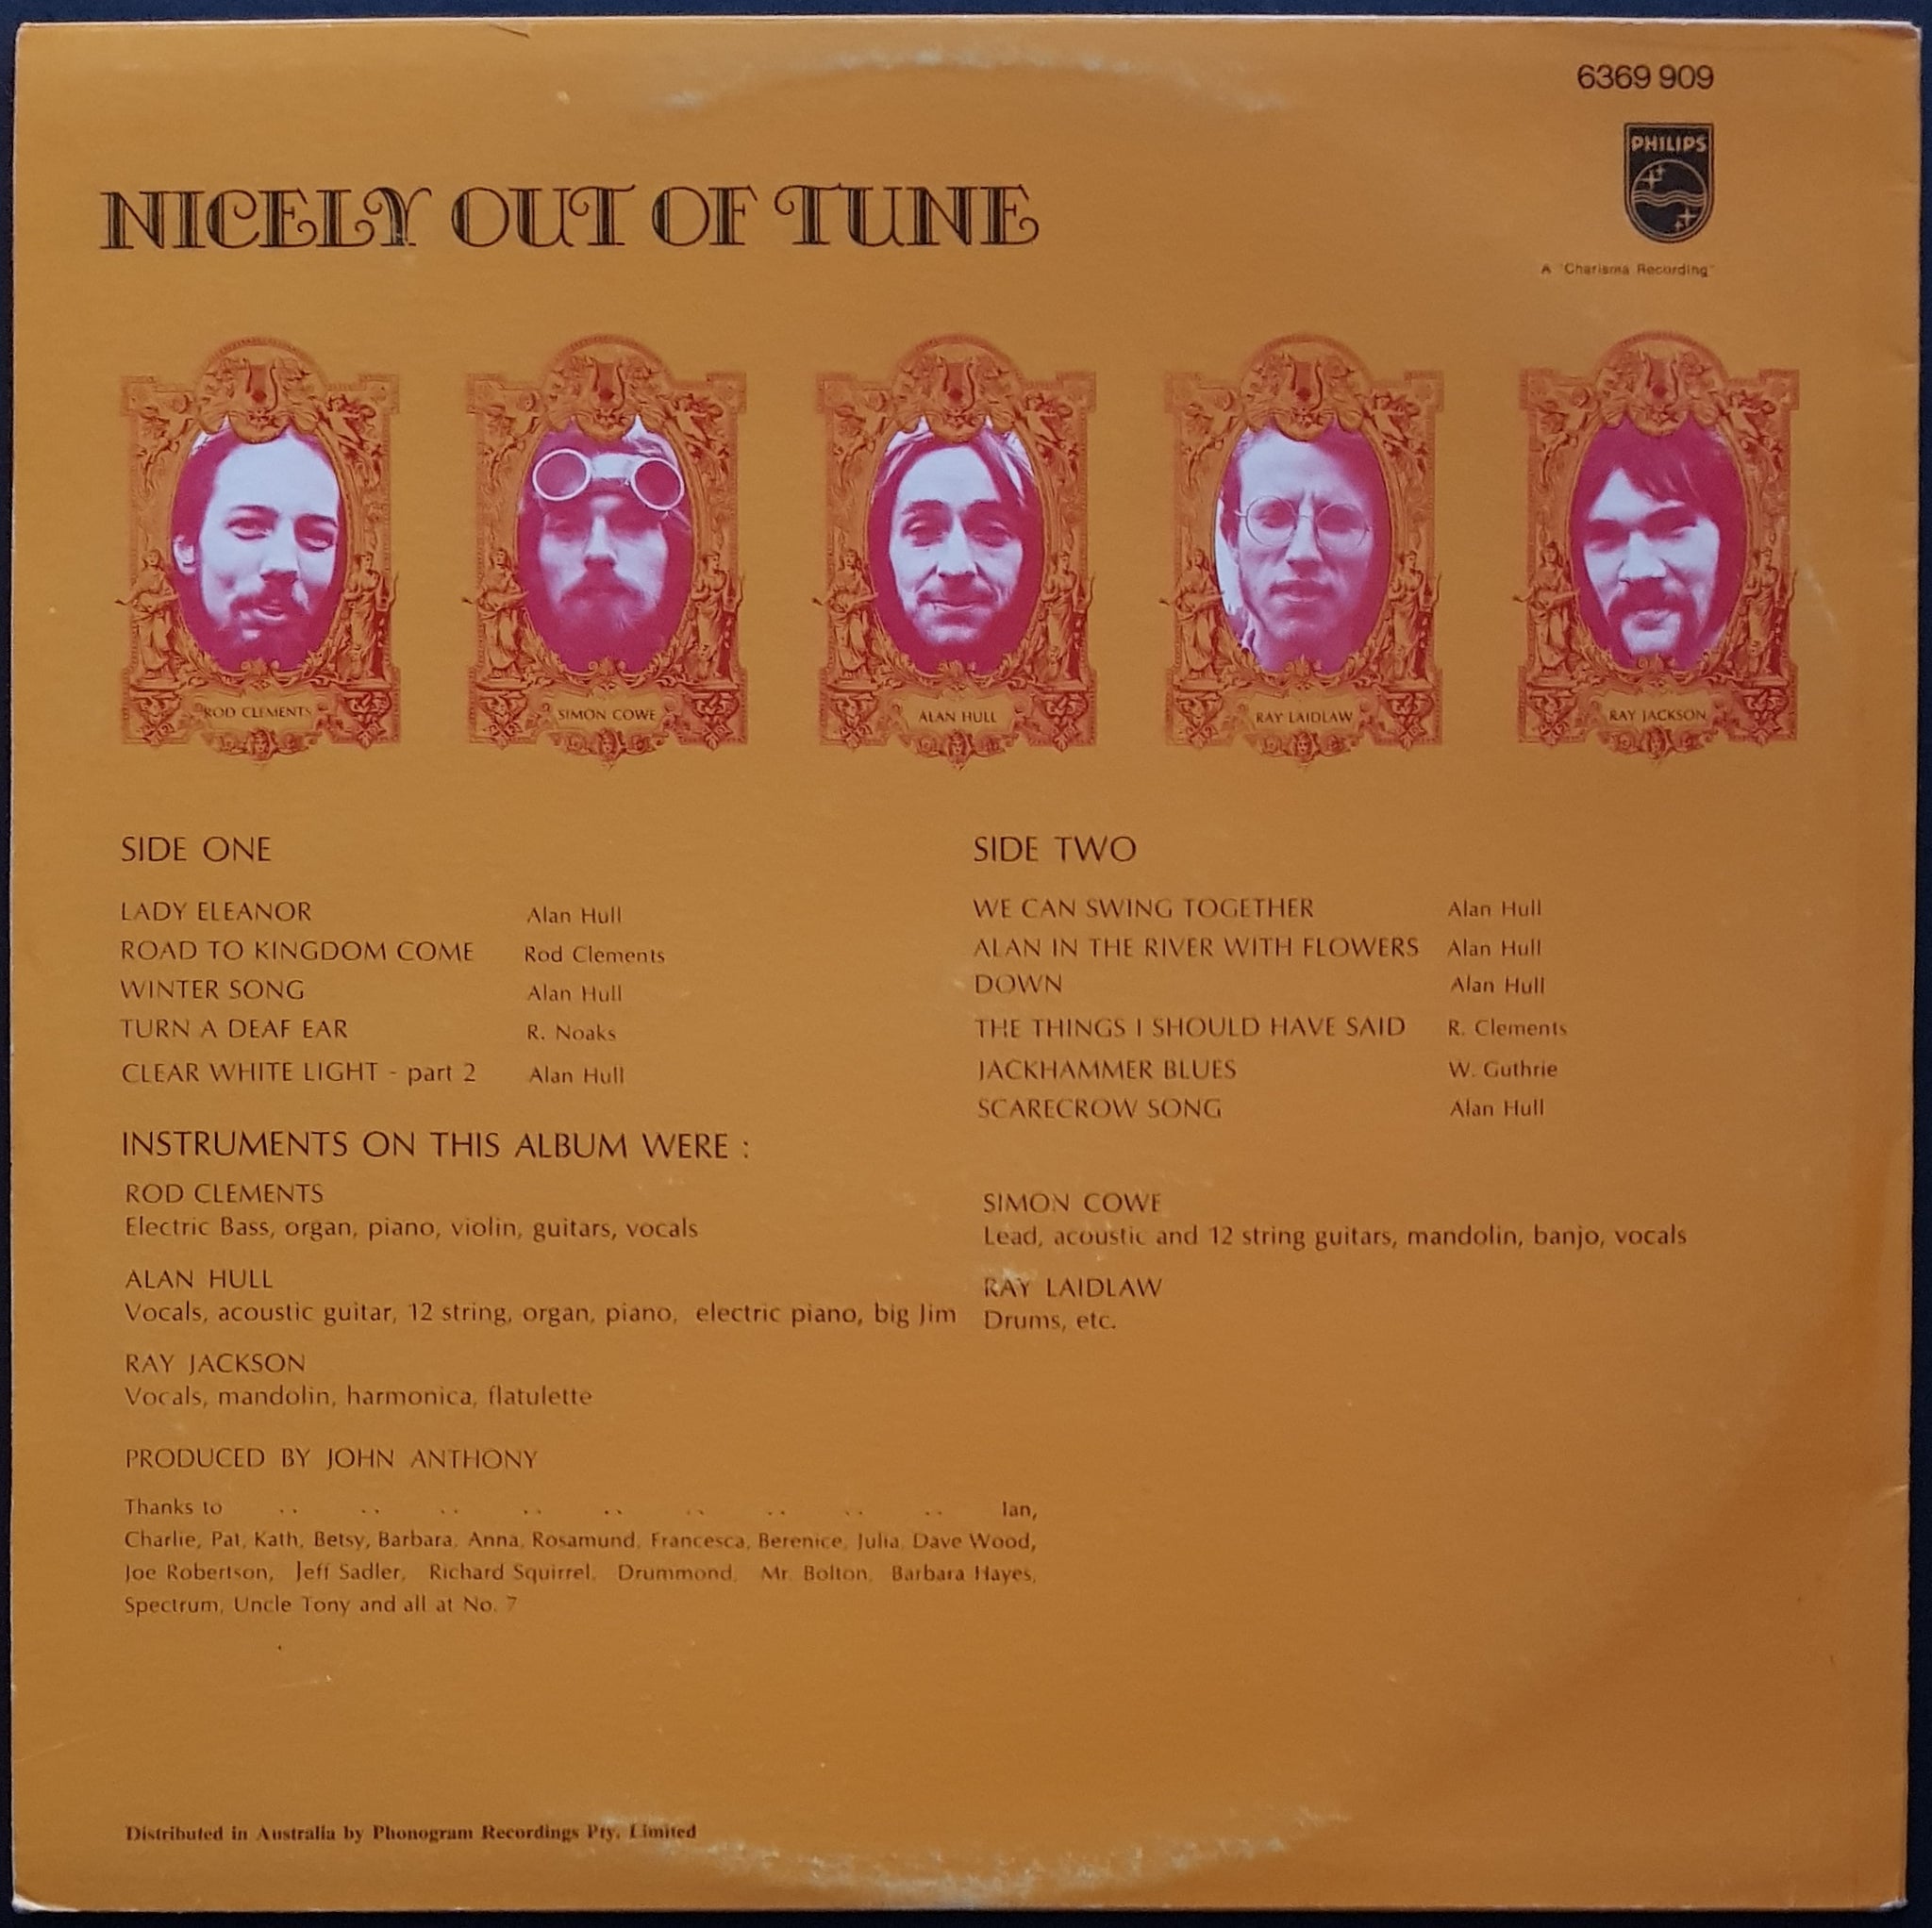 6369 909
PHILIPS
A "Charisma Recording"
NICELY OUT OF TUNE
ROD CLEMENTS
SIMON COWE
ALAN HULL
RAY LAIDLAW
RAY JACKSON
SIDE ONE
LADY ELEANOR Alan Hull
ROAD TO KINGDOM COME Rod Clements
WINTER SONG Alan Hull
TURN A DEAF EAR R. Noaks
CLEAR WHITE LIGHT - part 2 Alan Hull
SIDE TWO
WE CAN SWING TOGETHER Alan Hull
ALAN IN THE RIVER WITH FLOWERS Alan Hull
DOWN Alan Hull
THE THINGS I SHOULD HAVE SAID R. Clements
JACKHAMMER BLUES W. Guthrie
SCARECROW SONG Alan Hull
INSTRUMENTS ON THIS ALBUM WERE :
ROD CLEMENTS
Electric Bass, organ, piano, violin, guitars, vocals
ALAN HULL
Vocals, acoustic guitar, 12 string, organ, piano, electric piano, big Jim
RAY JACKSON
Vocals, mandolin, harmonica, flatulette
SIMON COWE
Lead, acoustic and 12 string guitars, mandolin, banjo, vocals
RAY LAIDLAW
Drums, etc.
PRODUCED BY JOHN ANTHONY
Thanks to .. .. .. .. .. .. .. .. .. Ian,
Charlie, Pat, Kath, Betsy, Barbara, Anna, Rosamund, Francesca, Berenice, Julia, Dave Wood,
Joe Robertson, Jeff Sadler, Richard Squirrel, Drummond, Mr. Bolton, Barbara Hayes,
Spectrum, Uncle Tony and all at No. 7
Distributed in Australia by Phonogram Recordings Pty. Limited